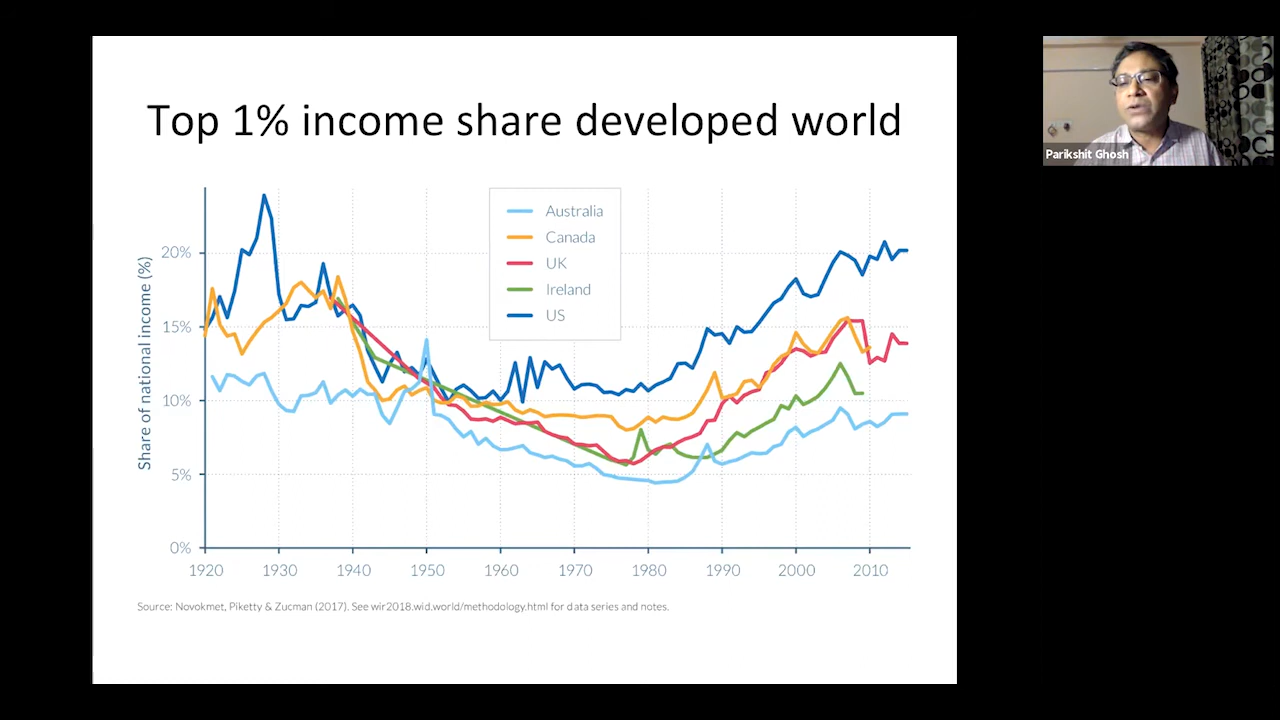 Top 1% income share developed world
Parikshit Ghosh
Share of national income (%)
20%
15%
10%
5%
0%
Australia
Canada
UK
Ireland
US
1920 1930 1940 1950 1960 1970 1980 1990 2000 2010
Source: Novokmet, Piketty & Zucman (2017). See wir2018.wid.world/methodology.html for data series and notes.